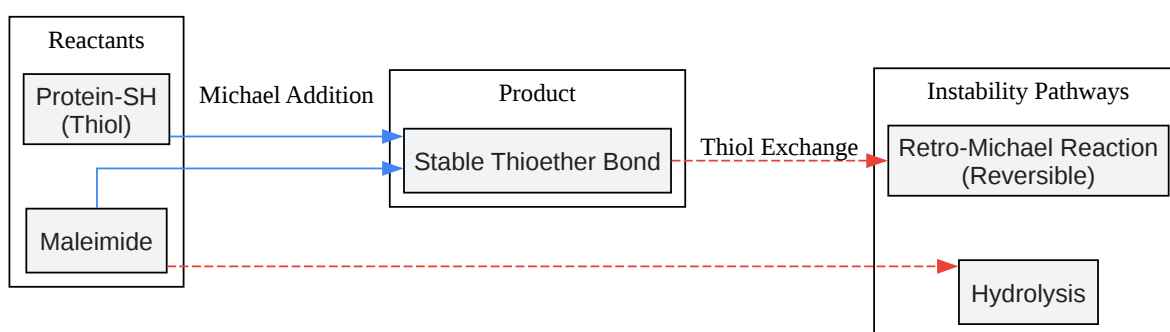 Reactants
Protein-SH
(Thiol)
Maleimide
Michael Addition
Product
Stable Thioether Bond
Thiol Exchange
Instability Pathways
Retro-Michael Reaction
(Reversible)
Hydrolysis